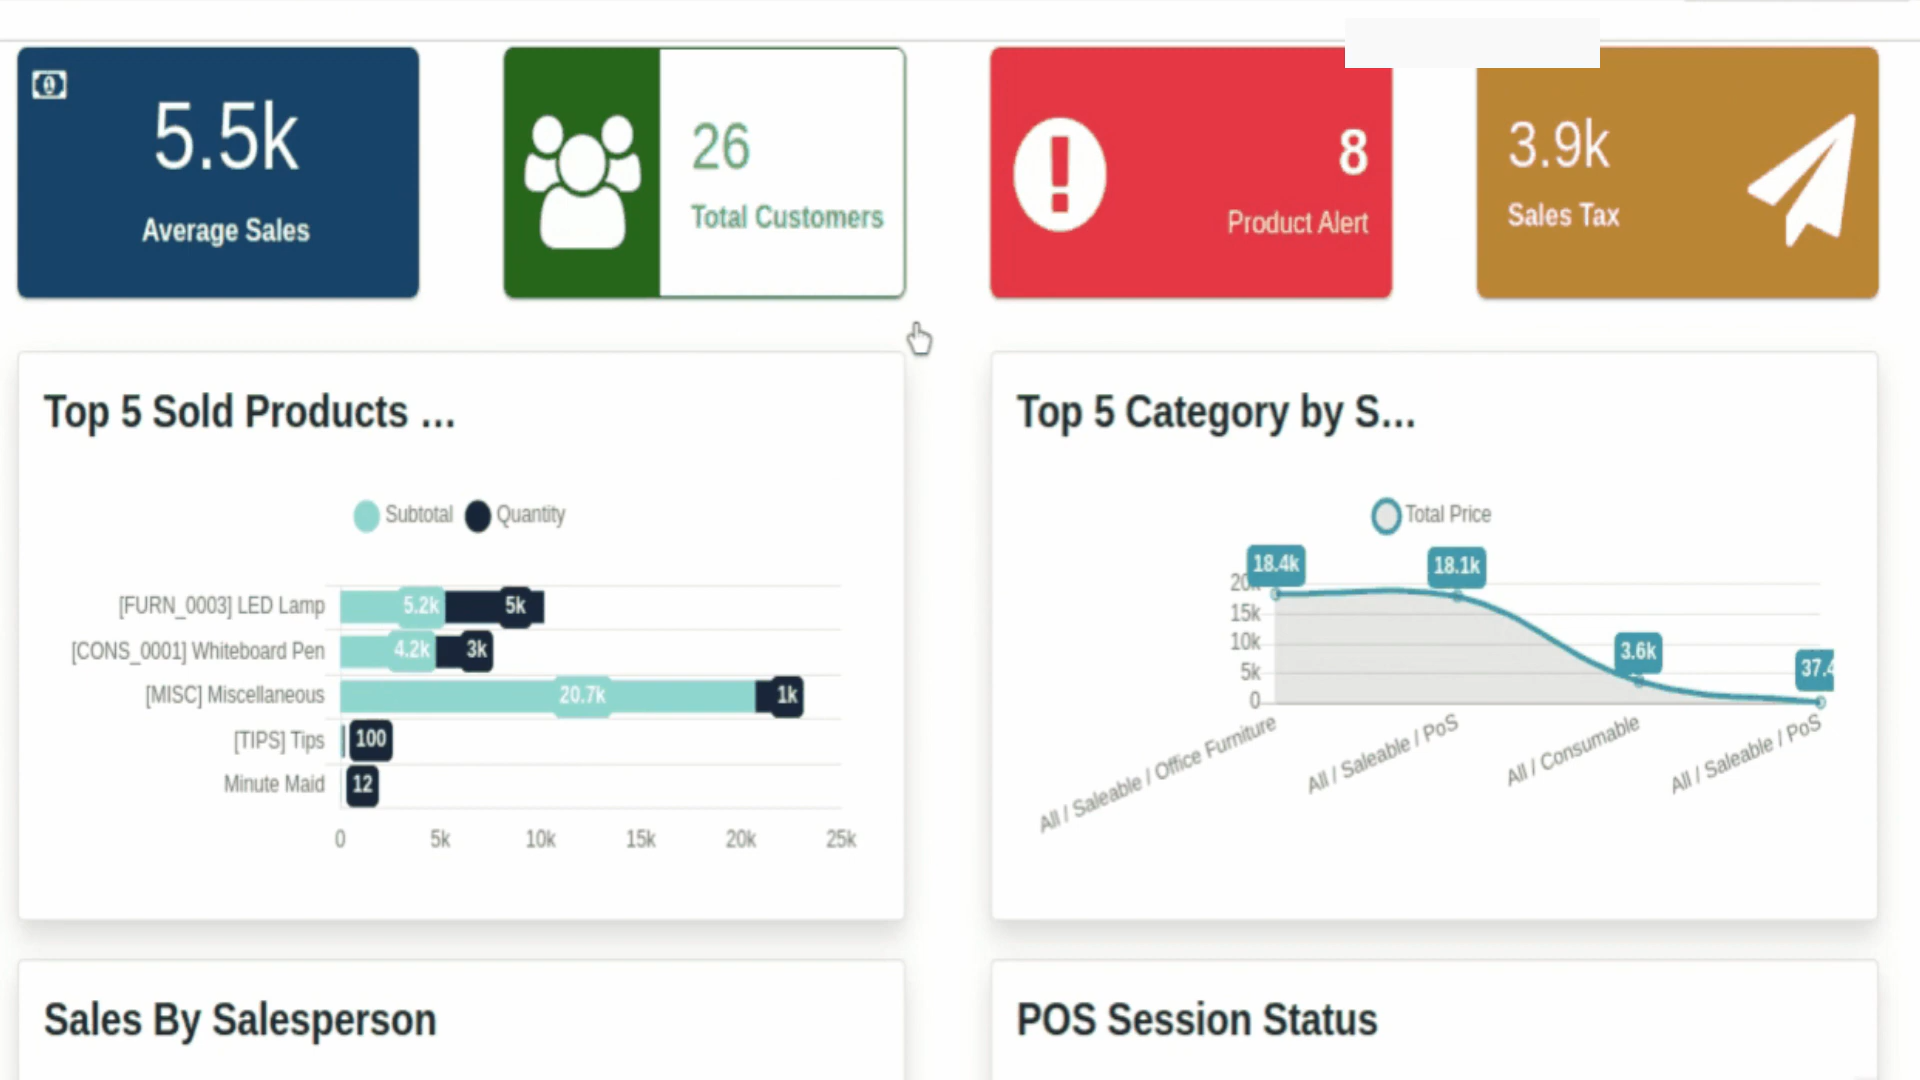 5.5k
Average Sales
26
Total Customers
8
Product Alert
3.9k
Sales Tax
Top 5 Sold Products ...
Subtotal Quantity
[FURN_0003] LED Lamp 5.2k 5k
[CONS_0001] Whiteboard Pen 4.2k 3k
[MISC] Miscellaneous 20.7k 1k
[TIPS] Tips 100
Minute Maid 12
0 5k 10k 15k 20k 25k
Top 5 Category by S...
Total Price
18.4k 18.1k 3.6k 37.4
15k
10k
5k
0
All / Saleable / Office Furniture
All / Saleable / PoS
All / Consumable
All / Saleable / PoS
Sales By Salesperson
POS Session Status